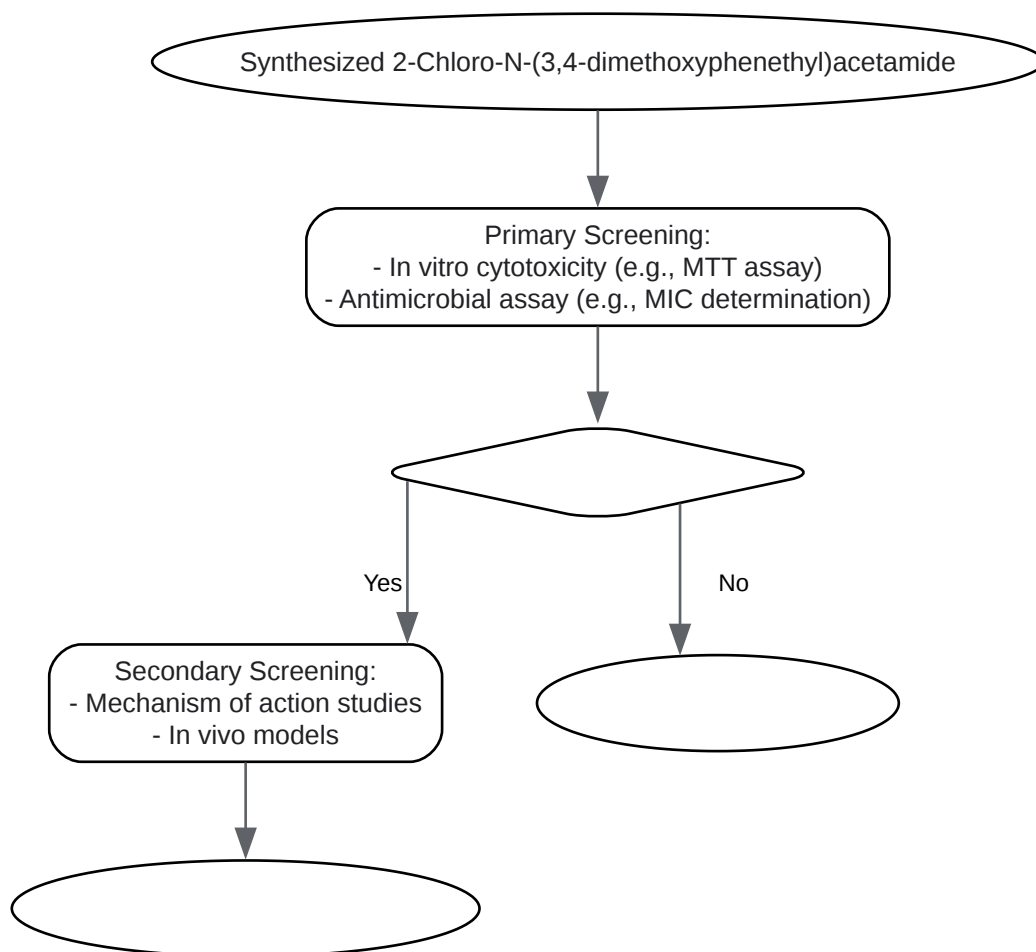 Synthesized 2-Chloro-N-(3,4-dimethoxyphenethyl)acetamide
Primary Screening:
- In vitro cytotoxicity (e.g., MTT assay)
- Antimicrobial assay (e.g., MIC determination)
Yes
No
Secondary Screening:
- Mechanism of action studies
- In vivo models